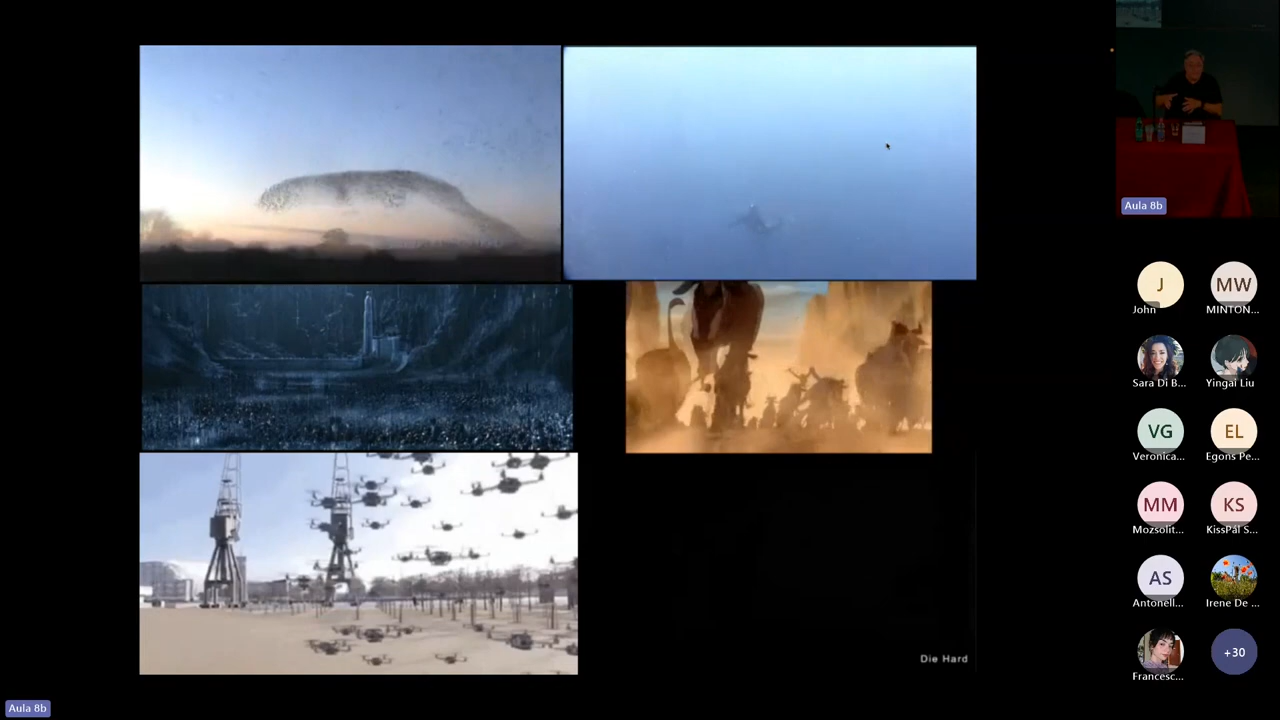 Aula 8b
J
MW
John
MINTON...
Sara Di B...
Yingal Liu
VG
EL
Veronica...
Egons Pe...
MM
KS
Mozsolit...
KissPál S...
AS
Antonell...
Irene De ...
+30
Francesc...
Die Hard
Aula 8b